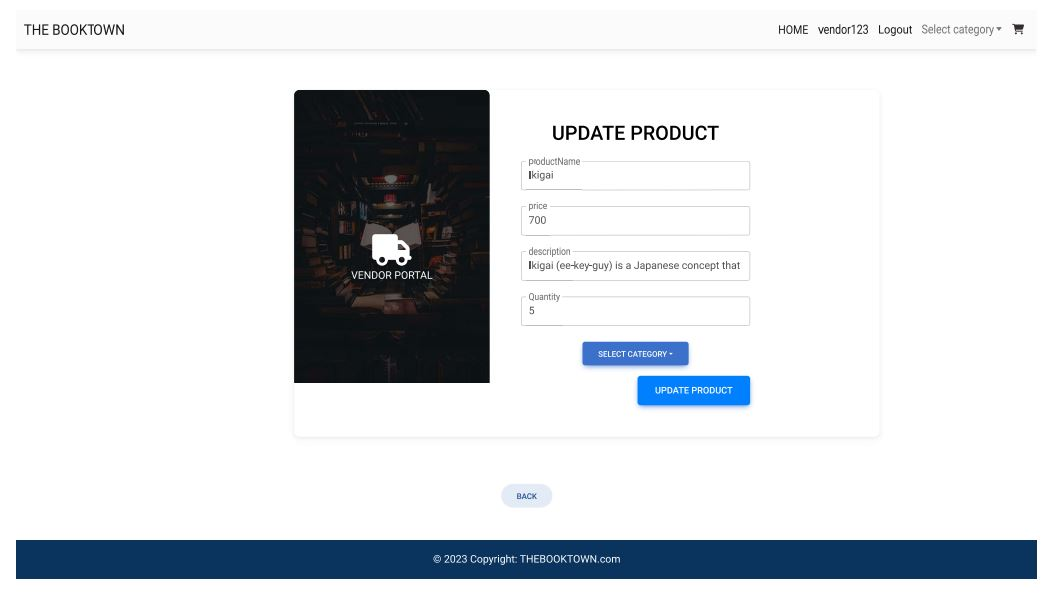 THE BOOKTOWN
HOME vendor123 Logout Select category
UPDATE PRODUCT
productName
Ikigai
price
700
description
Ikigai (ee-key-guy) is a Japanese concept that
Quantity
5
VENDOR PORTAL
SELECT CATEGORY
UPDATE PRODUCT
BACK
© 2023 Copyright: THEBOOKTOWN.com